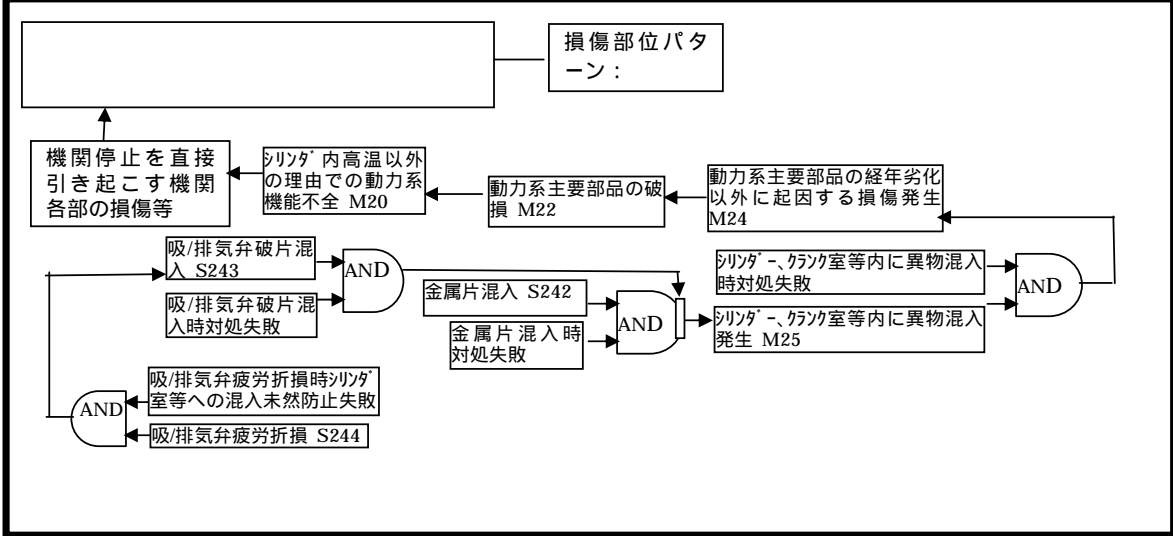 損傷部位パタ
ーン：
機関停止を直接
引き起こす機関
各部の損傷等
ｼﾘﾝﾀﾞ内高温以外
の理由での動力系
機能不全 M20
動力系主要部品の破
損 M22
動力系主要部品の経年劣化
以外に起因する損傷発生
M24
吸/排気弁破片混
入 S243
AND
吸/排気弁破片混
入時対処失敗
金属片混入 S242
AND
金属片混入時
対処失敗
ｼﾘﾝﾀﾞｰ､ｸﾗﾝｸ室等内に異物混入
時対処失敗
AND
ｼﾘﾝﾀﾞｰ､ｸﾗﾝｸ室等内に異物混入
発生 M25
AND
吸/排気弁疲労折損時ｼﾘﾝﾀﾞ
室等への混入未然防止失敗
吸/排気弁疲労折損 S244